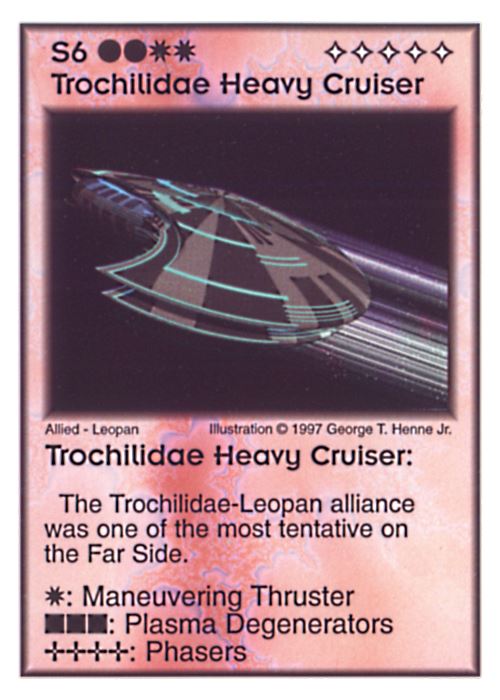 S6 ●●✷✷ ✧✧✧✧✧
Trochilidae Heavy Cruiser
Allied - Leopan Illustration © 1997 George T. Henne Jr.
Trochilidae Heavy Cruiser:
The Trochilidae-Leopan alliance
was one of the most tentative on
the Far Side.
✷: Maneuvering Thruster
■■■: Plasma Degenerators
✢✢✢✢: Phasers